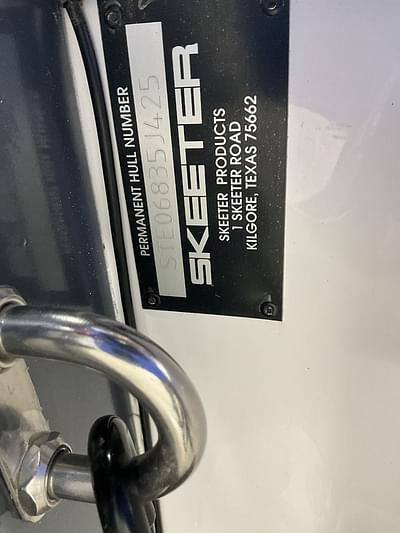 PERMANENT HULL NUMBER
STE06835J425
SKEETER
SKEETER PRODUCTS
1 SKEETER ROAD
KILGORE, TEXAS 75662